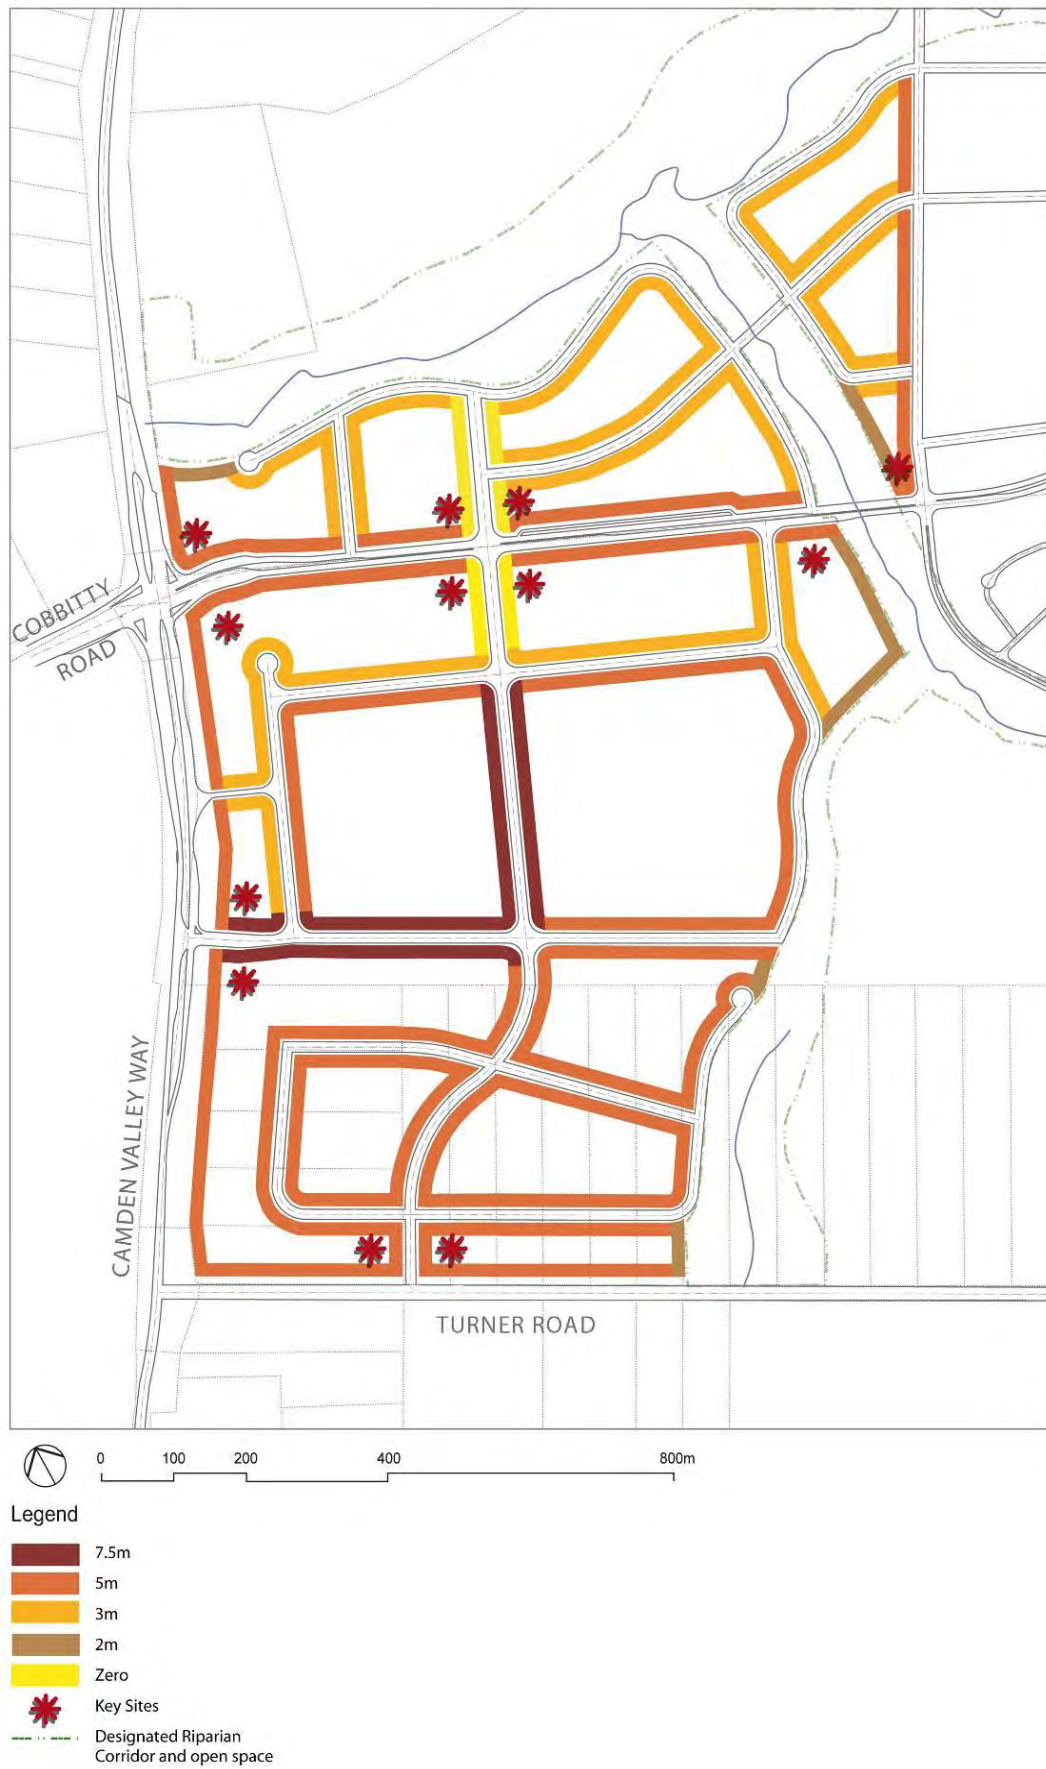 COBBITTY
ROAD
CAMDEN VALLEY WAY
TURNER ROAD
0 100 200 400 800m
Legend
7.5m
5m
3m
2m
Zero
Key Sites
Designated Riparian
Corridor and open space